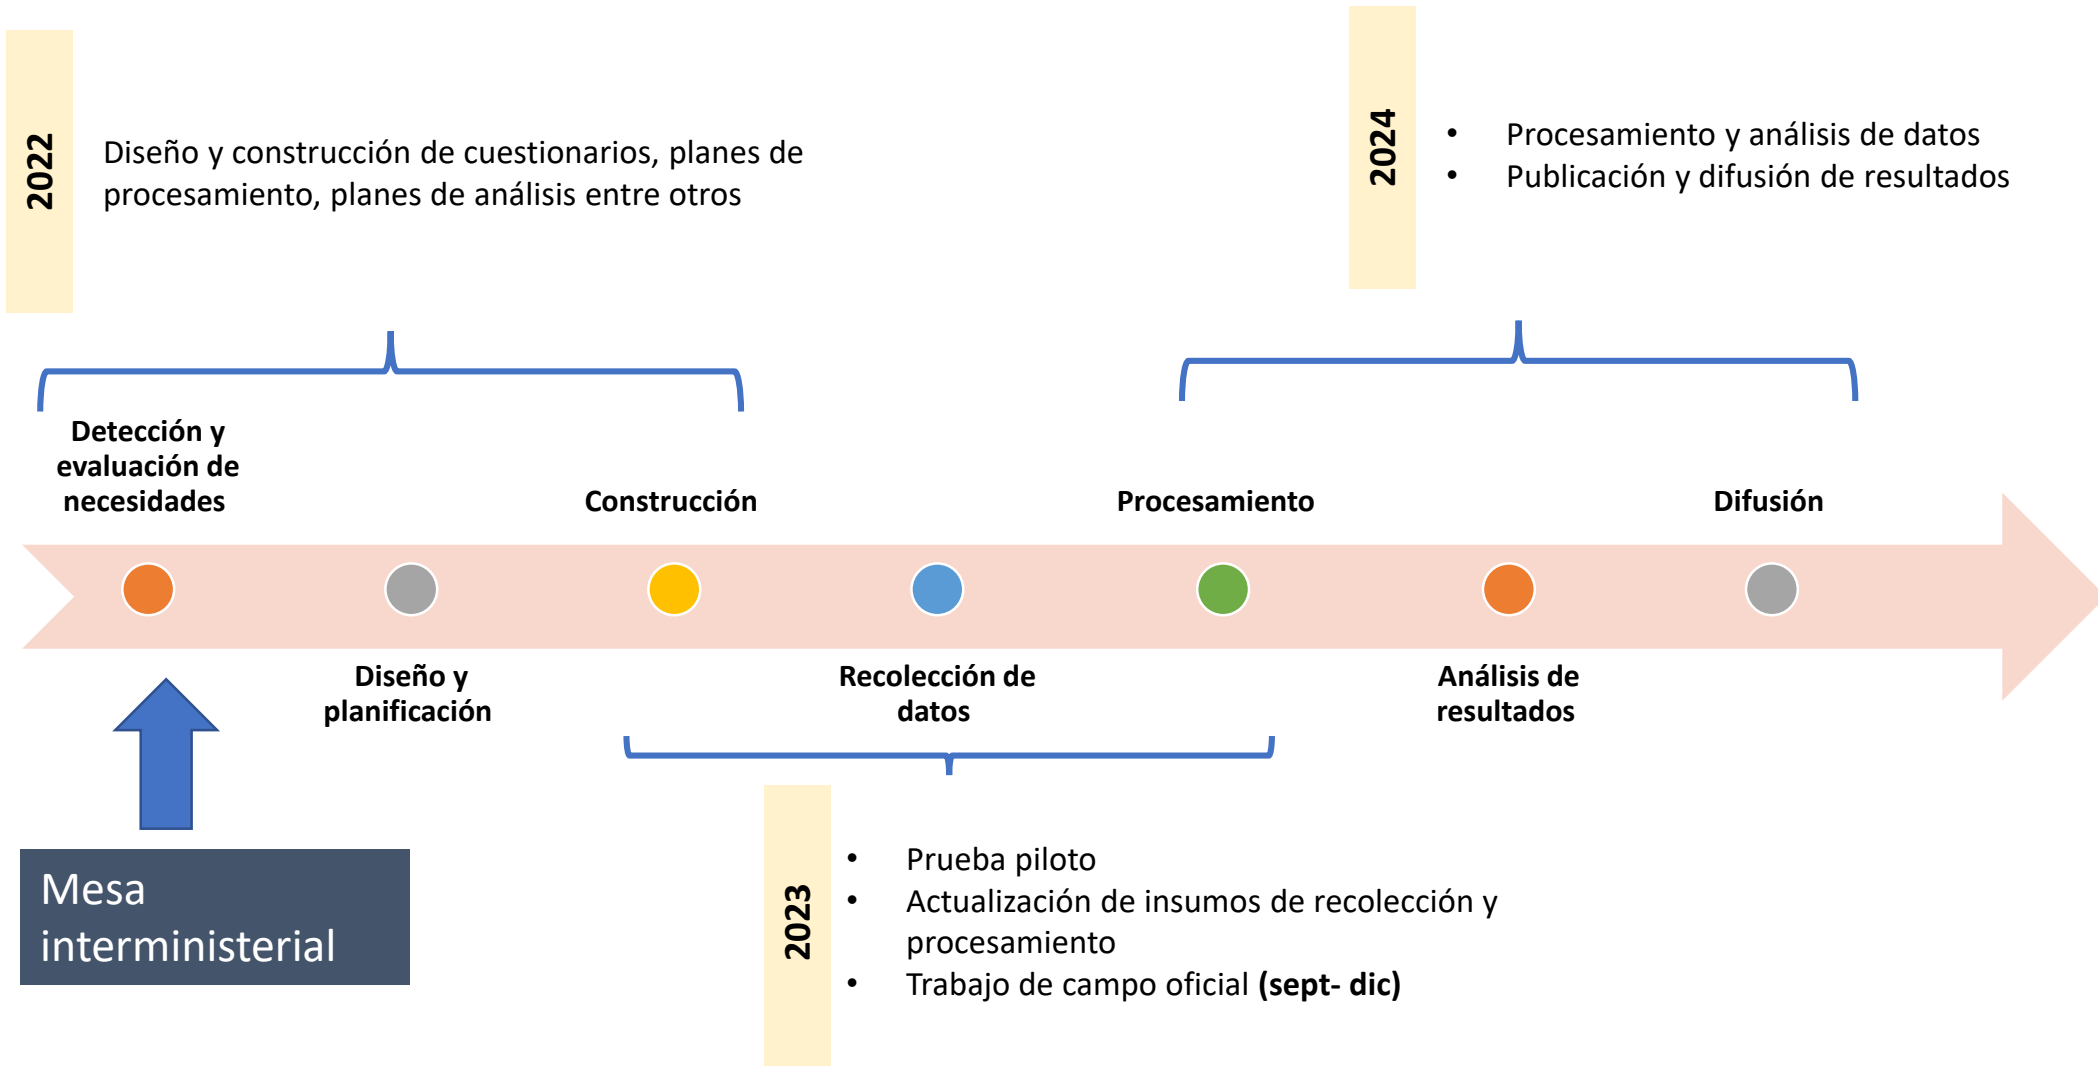 2022
Diseño y construcción de cuestionarios, planes de
procesamiento, planes de análisis entre otros
2024
• Procesamiento y análisis de datos
• Publicación y difusión de resultados
Detección y
evaluación de
necesidades
Construcción
Procesamiento
Difusión
Diseño y
planificación
Recolección de
datos
Análisis de
resultados
Mesa
interministerial
2023
• Prueba piloto
• Actualización de insumos de recolección y
procesamiento
• Trabajo de campo oficial (sept- dic)